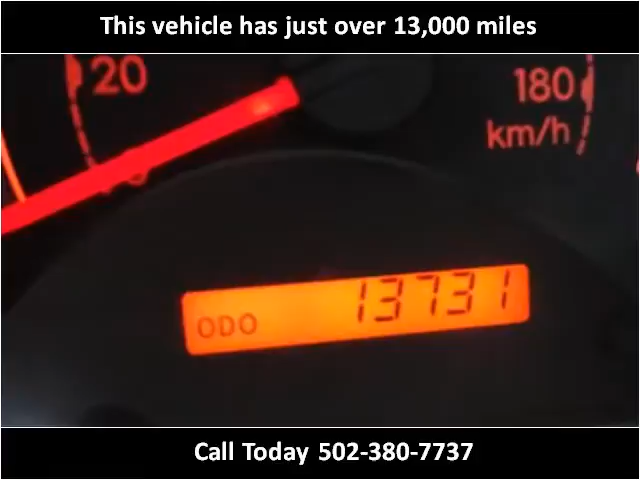 This vehicle has just over 13,000 miles
20
180
km/h
ODO 13731
Call Today 502-380-7737